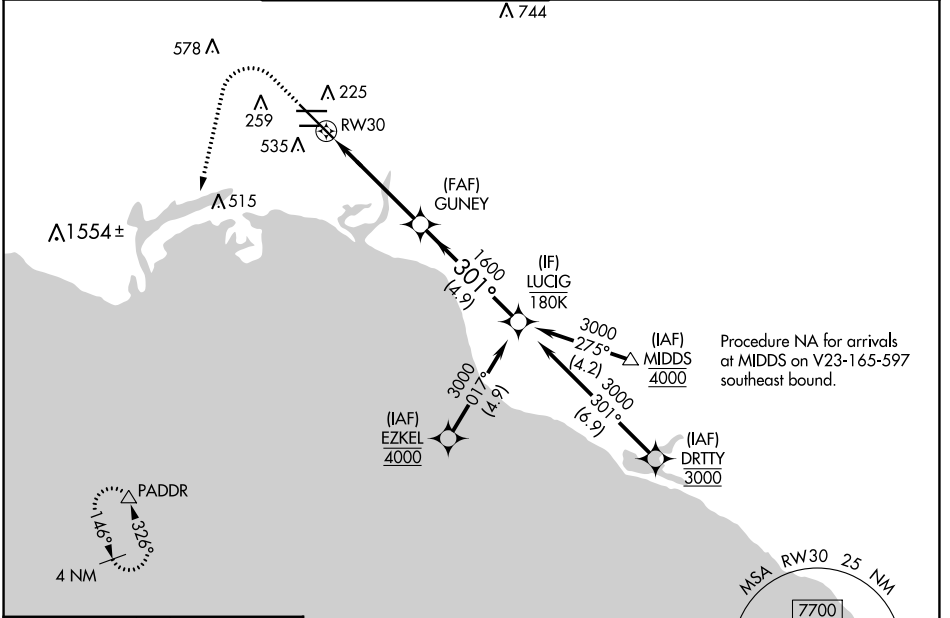 744
578
225
259
RW30
535
(FAF)
GUNEY
515
1554 ±
1600
301°
(4.9)
(IF)
LUCIG
180K
3000
275°
(4.2)
(IAF)
MIDDS
4000
Procedure NA for arrivals
at MIDDS on V23-165-597
southeast bound.
3000
017°
(4.9)
3000
301°
(6.9)
(IAF)
EZKEL
4000
(IAF)
DRTTY
3000
PADDR
146°
326°
4 NM
MSA RW30 25 NM
7700